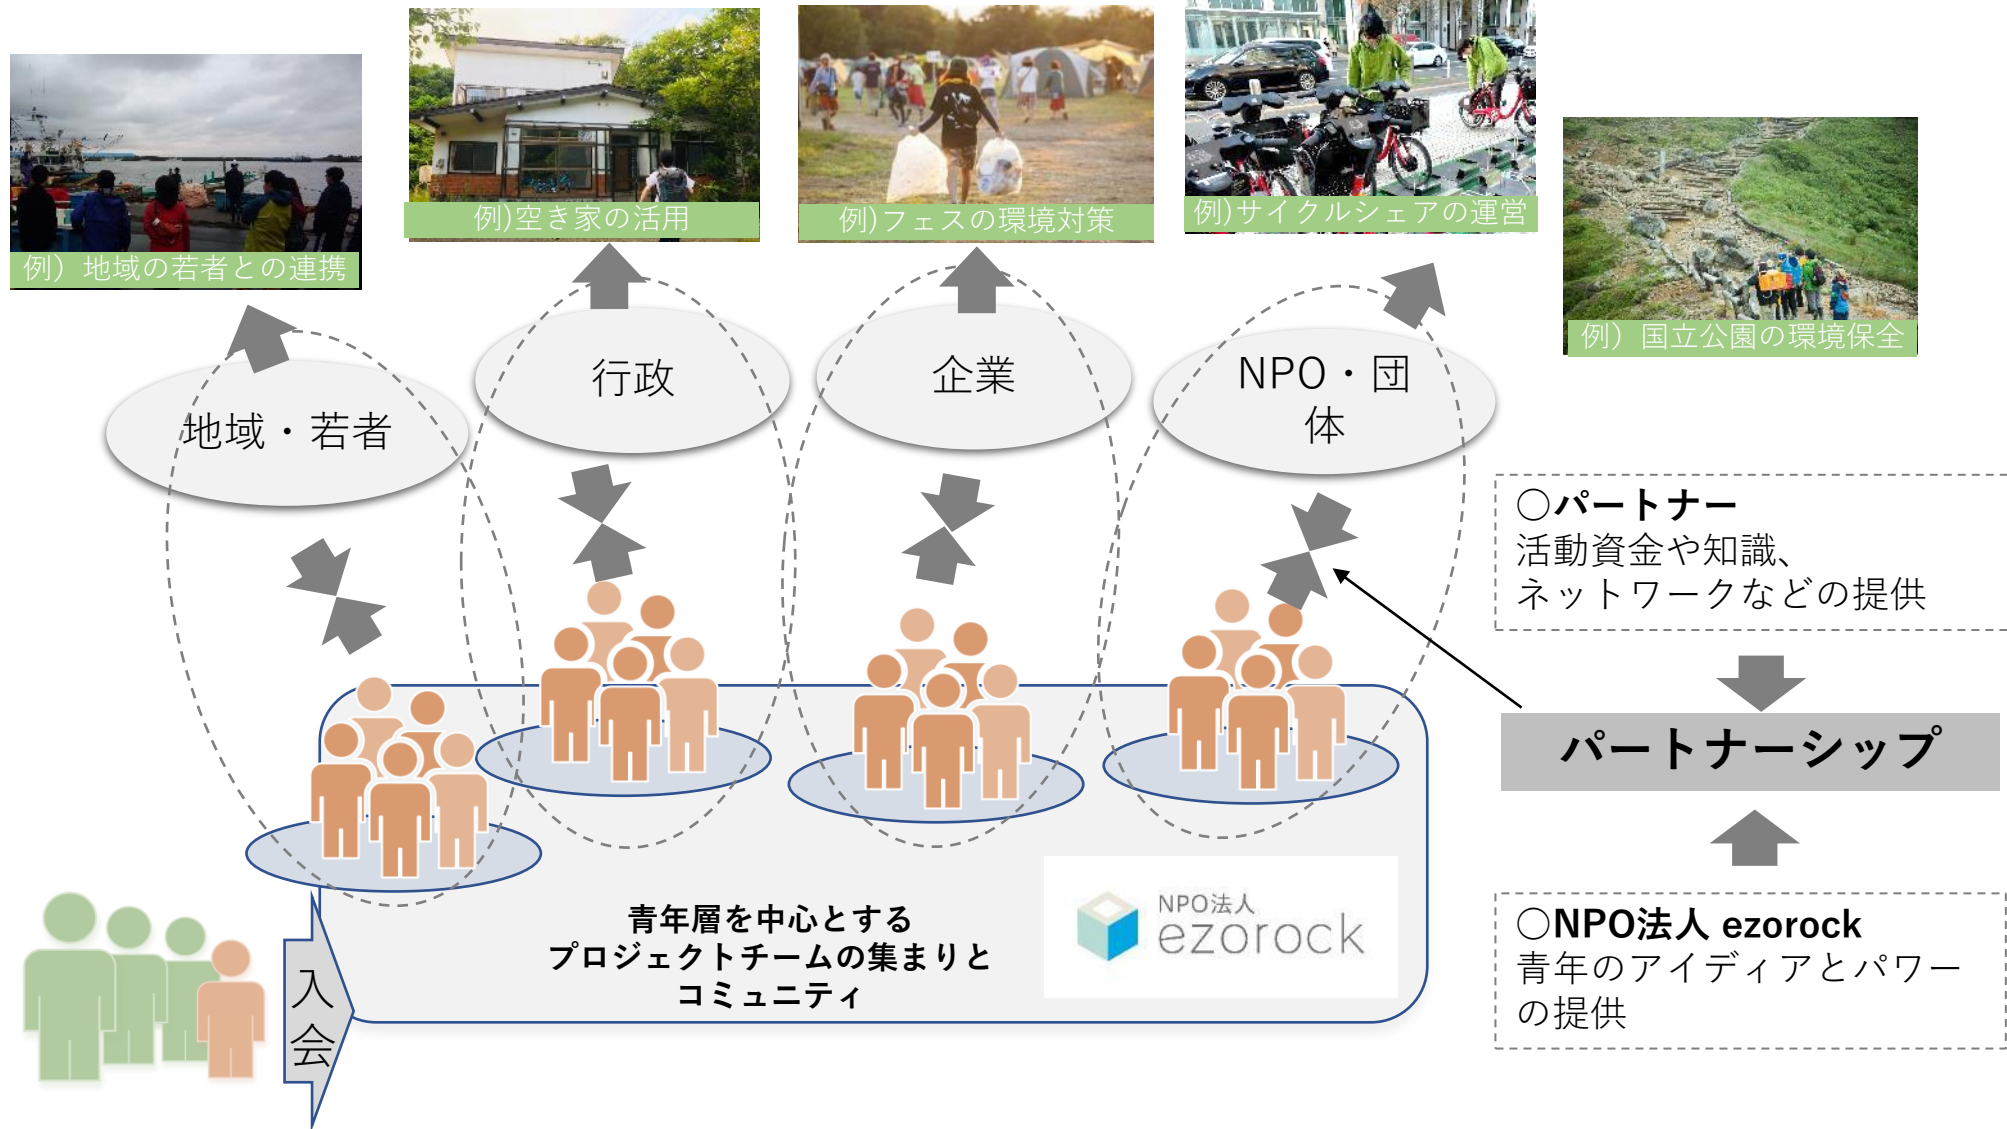 例)空き家の活用
例)フェスの環境対策
例)サイクルシェアの運営
例）地域の若者との連携
例）国立公園の環境保全
地域・若者
行政
企業
NPO・団
体
○パートナー
活動資金や知識、
ネットワークなどの提供
パートナーシップ
○NPO法人 ezorock
青年のアイディアとパワー
の提供
青年層を中心とする
プロジェクトチームの集まりと
コミュニティ
NPO法人
ezorock
入
会